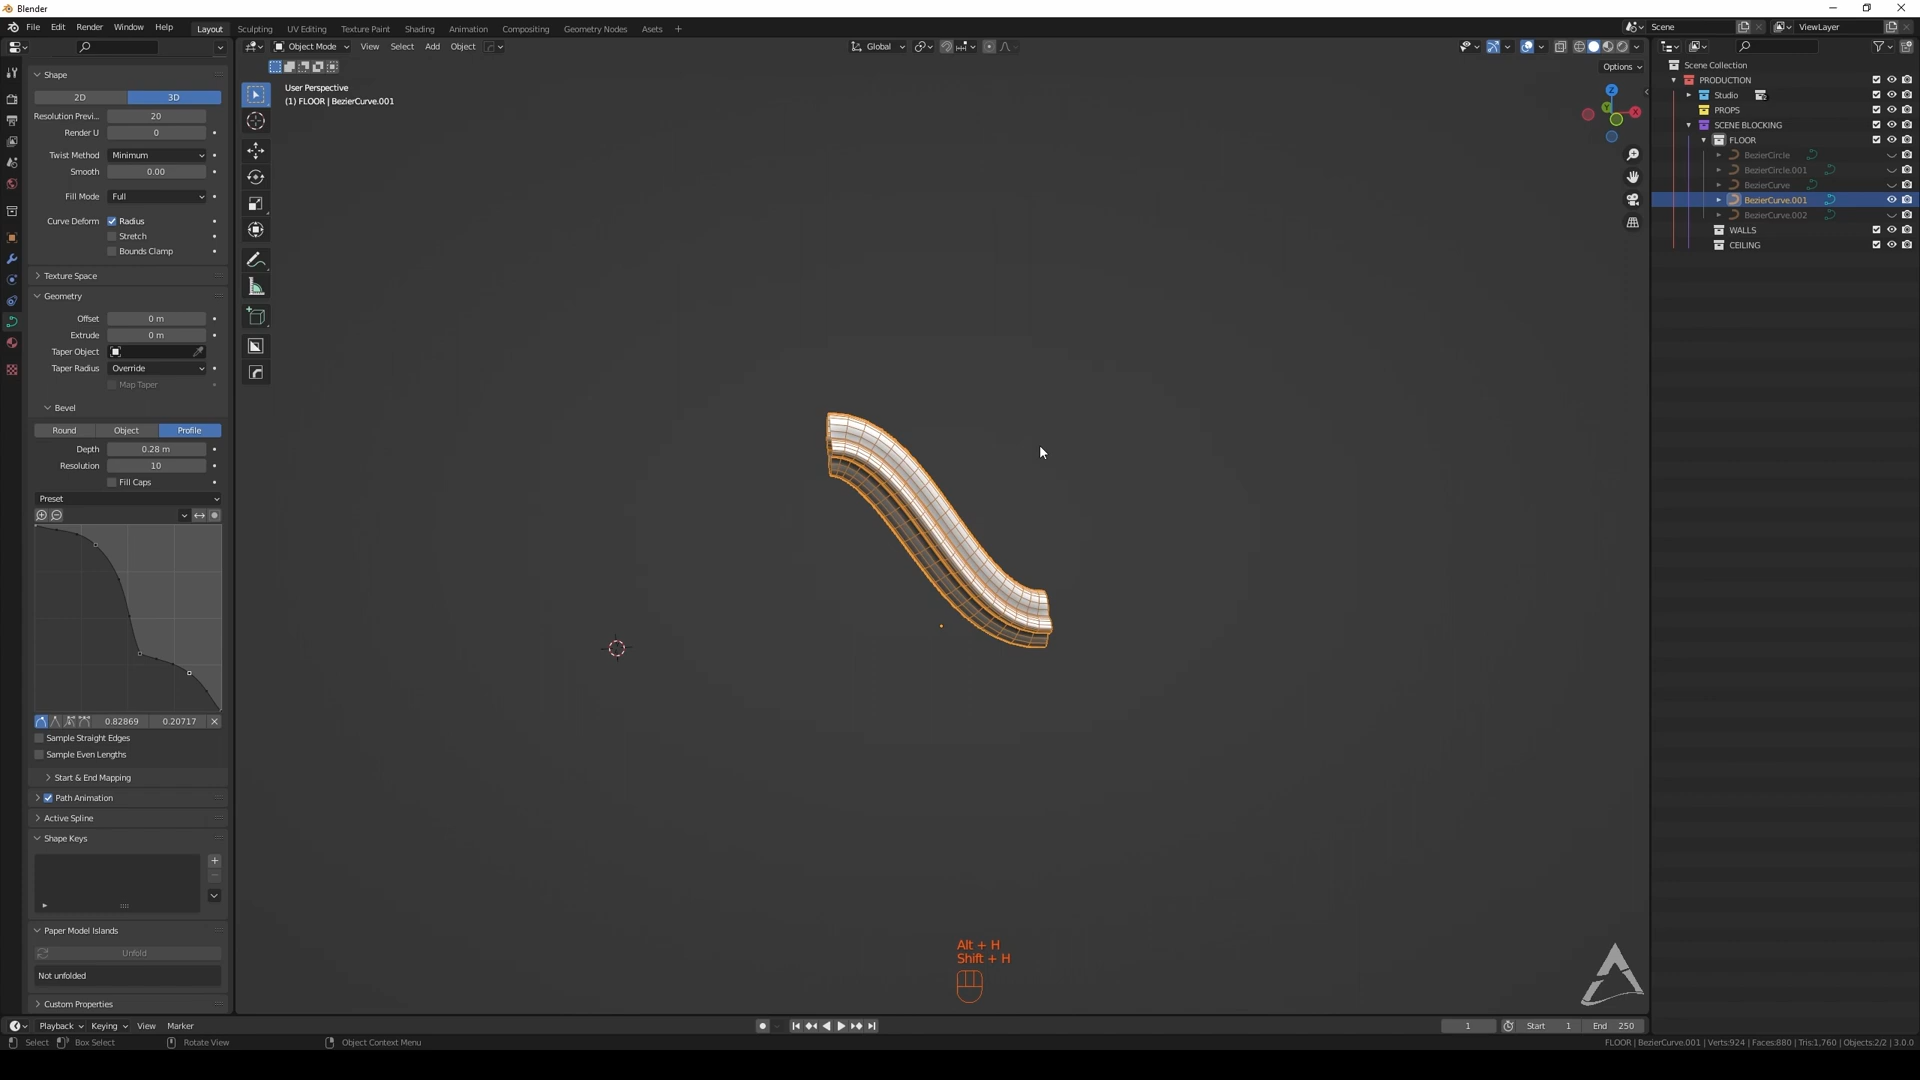 Blender
File Edit Render Window Help Layout Sculpting UV Editing Texture Paint Shading Animation Compositing Geometry Nodes Assets + Scene ViewLayer
Object Mode View Select Add Object Global
Options
Shape
2D 3D
Resolution Previ... 20
Render U 0
Twist Method Minimum
Smooth 0.00
Fill Mode Full
Curve Deform Radius
Stretch
Bounds Clamp
Texture Space
Geometry
Offset 0 m
Extrude 0 m
Taper Object
Taper Radius Override
Map Taper
Bevel
Round Object Profile
Depth 0.28 m
Resolution 10
Fill Caps
Preset
0.82869 0.20717
Sample Straight Edges
Sample Even Lengths
Start & End Mapping
Path Animation
Active Spline
Shape Keys
Paper Model Islands
Unfold
Not unfolded
Custom Properties
User Perspective
(1) FLOOR | BezierCurve.001
Z
Y
X
Alt + H
Shift + H
Scene Collection
PRODUCTION
Studio
PROPS
SCENE BLOCKING
FLOOR
BezierCircle
BezierCircle.001
BezierCurve
BezierCurve.001
BezierCurve.002
WALLS
CEILING
Playback Keying View Marker 1 Start 1 End 250
Select Box Select Rotate View Object Context Menu FLOOR | BezierCurve.001 | Verts:924 | Faces:880 | Tris:1,760 | Objects:2/2 | 3.0.0